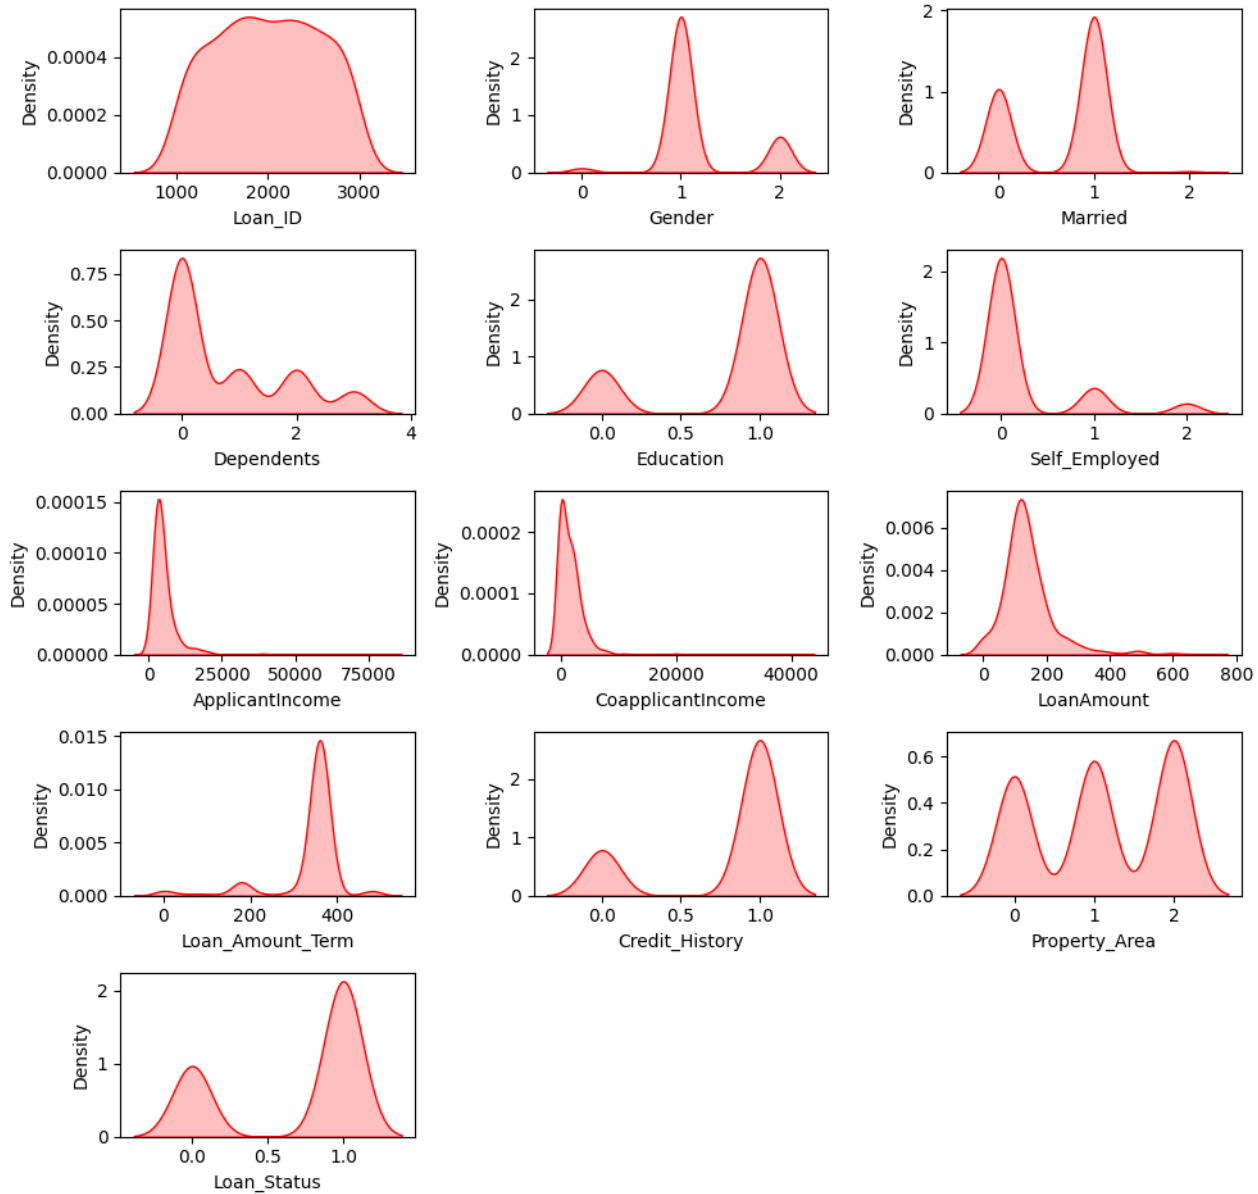 Density
0.0004
0.0002
0.0000
1000 2000 3000
Loan_ID
Density
2
1
0
0 1 2
Gender
Density
2
1
0
0 1 2
Married
Density
0.75
0.50
0.25
0.00
0 2 4
Dependents
Density
2
1
0
0.0 0.5 1.0
Education
Density
2
1
0
0 1 2
Self_Employed
Density
0.00015
0.00010
0.00005
0.00000
0 25000 50000 75000
ApplicantIncome
Density
0.0002
0.0001
0.0000
0 20000 40000
CoapplicantIncome
Density
0.006
0.004
0.002
0.000
0 200 400 600 800
LoanAmount
Density
0.015
0.010
0.005
0.000
0 200 400
Loan_Amount_Term
Density
2
1
0
0.0 0.5 1.0
Credit_History
Density
0.6
0.4
0.2
0.0
0 1 2
Property_Area
Density
2
1
0
0.0 0.5 1.0
Loan_Status